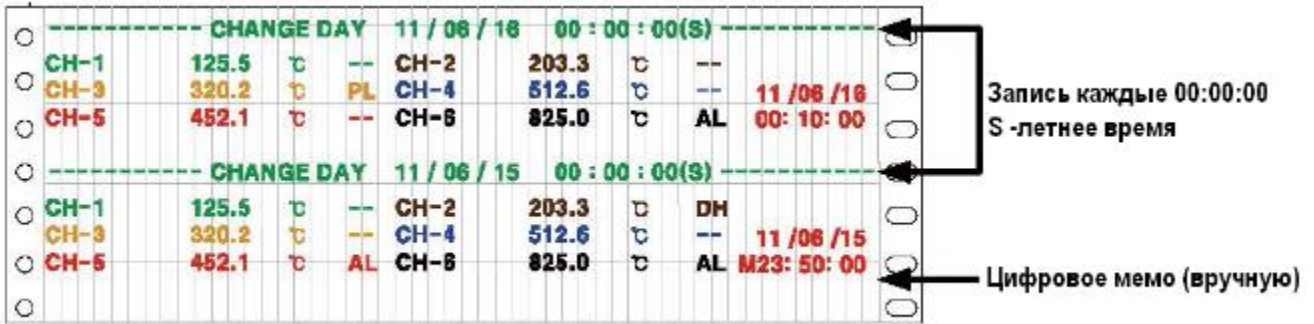 ---------- CHANGE DAY 11 / 06 / 16 00 : 00 : 00(S) ----------
CH-1 125.5 ℃ -- CH-2 203.3 ℃ --
CH-3 320.2 ℃ PL CH-4 512.6 ℃ -- 11 /06 /16
CH-5 452.1 ℃ -- CH-6 825.0 ℃ AL 00: 10: 00
---------- CHANGE DAY 11 / 06 / 15 00 : 00 : 00(S) ----------
CH-1 125.5 ℃ -- CH-2 203.3 ℃ DH
CH-3 320.2 ℃ -- CH-4 512.6 ℃ -- 11 /06 /15
CH-5 452.1 ℃ AL CH-6 825.0 ℃ AL M23: 50: 00
Запись каждые 00:00:00
S -летнее время
Цифровое мемо (вручную)